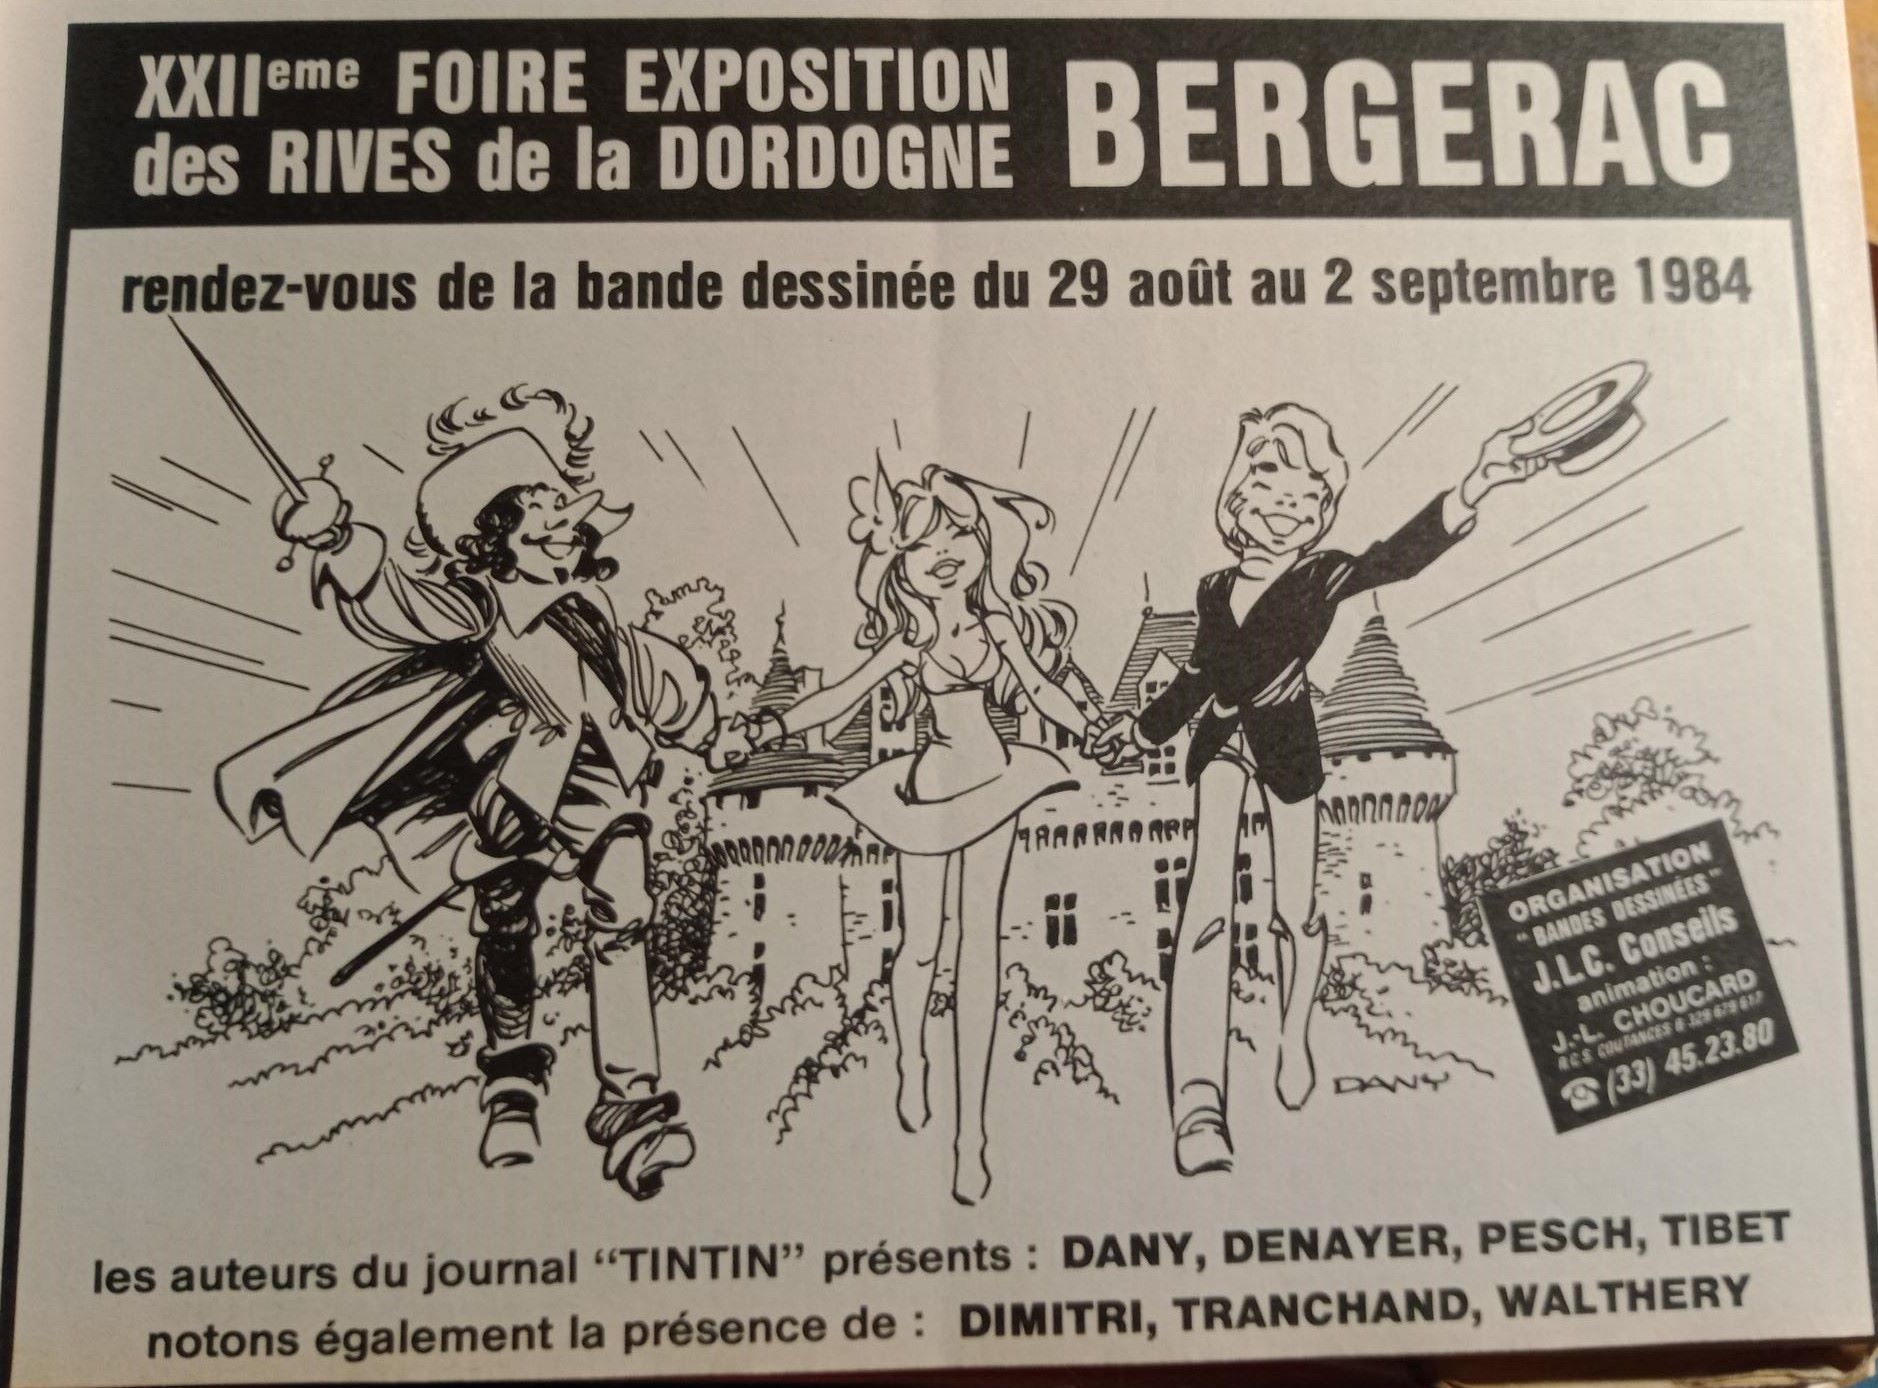 XXIIeme FOIRE EXPOSITION
des RIVES de la DORDOGNE
BERGERAC
rendez-vous de la bande dessinée du 29 août au 2 septembre 1984
DANY
ORGANISATION
"BANDES DESSINÉES"
J.L.C. Conseils
animation :
J.-L. CHOUCARD
R.C.S COUTANCES
☎ (33) 45.23.80
les auteurs du journal "TINTIN" présents : DANY, DENAYER, PESCH, TIBET
notons également la présence de : DIMITRI, TRANCHAND, WALTHERY